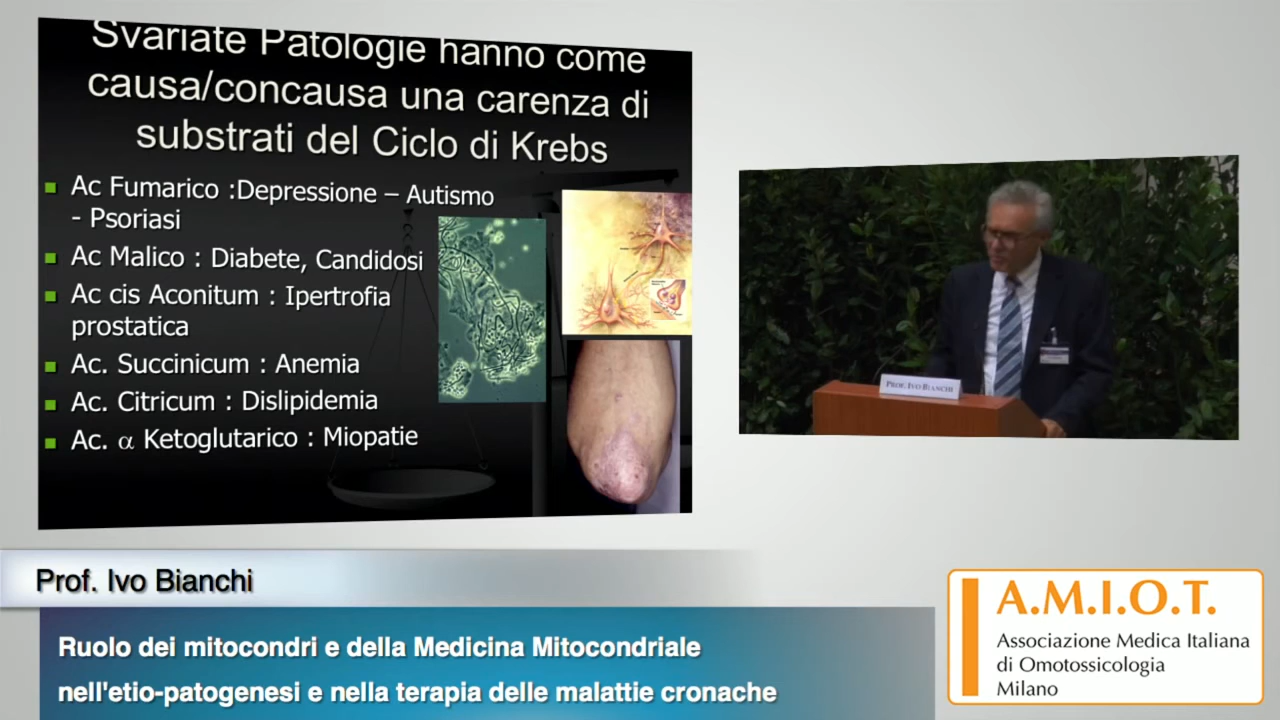 Svariate Patologie hanno come
causa/concausa una carenza di
substrati del Ciclo di Krebs
Ac Fumarico :Depressione – Autismo
- Psoriasi
Ac Malico : Diabete, Candidosi
Ac cis Aconitum : Ipertrofia
prostatica
Ac. Succinicum : Anemia
Ac. Citricum : Dislipidemia
Ac. α Ketoglutarico : Miopatie
PROF. IVO BIANCHI
Prof. Ivo Bianchi
Ruolo dei mitocondri e della Medicina Mitocondriale
nell'etio-patogenesi e nella terapia delle malattie cronache
A.M.I.O.T.
Associazione Medica Italiana
di Omotossicologia
Milano